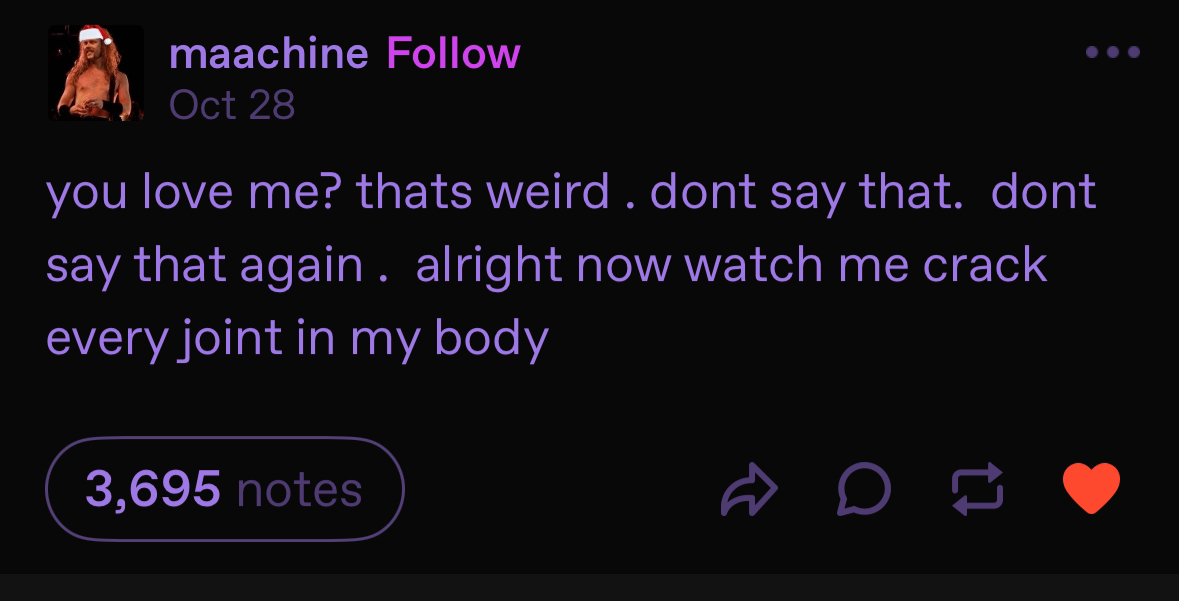 maachine Follow
Oct 28
you love me? thats weird . dont say that.  dont
say that again .  alright now watch me crack
every joint in my body
3,695 notes